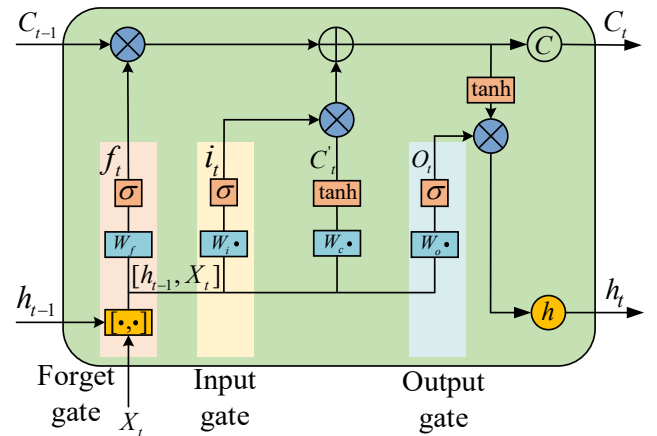 C_{t-1} C C_t
tanh
f_t i_t C'_t O_t
σ σ tanh σ
W_f W_i• W_c• W_o•
[h_{t-1}, X_t]
h_{t-1} [•,•] h h_t
Forget gate
Input gate
Output gate
X_t